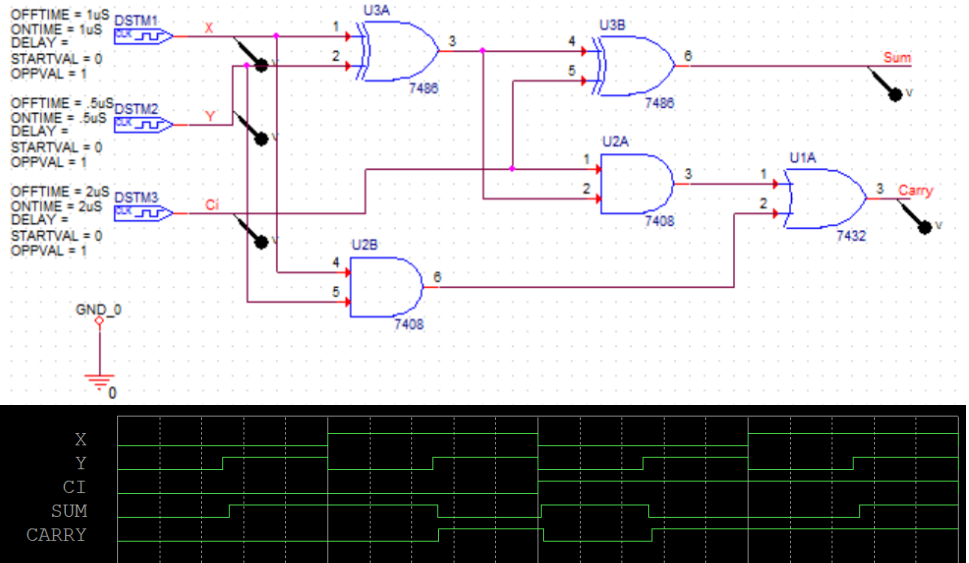 OFFTIME = 1uS
ONTIME = 1uS
DELAY =
STARTVAL = 0
OPPVAL = 1
DSTM1
CLK
X
OFFTIME = .5uS
ONTIME = .5uS
DELAY =
STARTVAL = 0
OPPVAL = 1
DSTM2
CLK
Y
OFFTIME = 2uS
ONTIME = 2uS
DELAY =
STARTVAL = 0
OPPVAL = 1
DSTM3
CLK
Ci
V
V
V
U3A
1
2
3
7486
U3B
4
5
6
7486
Sum
V
U2A
1
2
3
7408
U1A
1
2
3
7432
Carry
V
U2B
4
5
6
7408
GND_0
0
X
Y
CI
SUM
CARRY